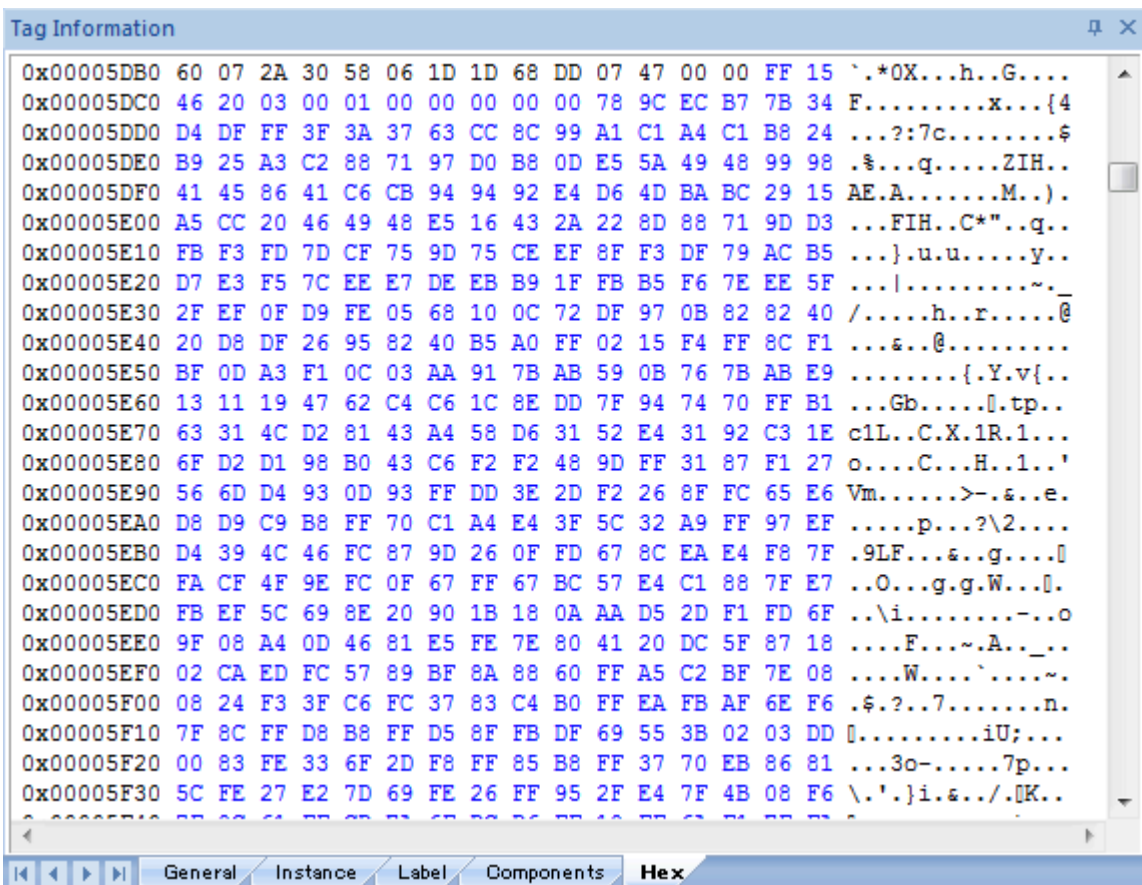 Tag Information
0x00005DB0 60 07 2A 30 58 06 1D 1D 68 DD 07 47 00 00 FF 15 `.*0X...h..G....
0x00005DC0 46 20 03 00 01 00 00 00 00 00 78 9C EC B7 7B 34 F.........x...{4
0x00005DD0 D4 DF FF 3F 3A 37 63 CC 8C 99 A1 C1 A4 C1 B8 24 ...?:7c........$
0x00005DE0 B9 25 A3 C2 88 71 97 D0 B8 0D E5 5A 49 48 99 98 .%...q.....ZIH..
0x00005DF0 41 45 86 41 C6 CB 94 94 92 E4 D6 4D BA BC 29 15 AE.A.......M..).
0x00005E00 A5 CC 20 46 49 48 E5 16 43 2A 22 8D 88 71 9D D3 ...FIH..C*"..q..
0x00005E10 FB F3 FD 7D CF 75 9D 75 CE EF 8F F3 DF 79 AC B5 ...}.u.u.....y..
0x00005E20 D7 E3 F5 7C EE E7 DE EB B9 1F FB B5 F6 7E EE 5F ...|.........~._
0x00005E30 2F EF 0F D9 FE 05 68 10 0C 72 DF 97 0B 82 82 40 /.....h..r.....@
0x00005E40 20 D8 DF 26 95 82 40 B5 A0 FF 02 15 F4 FF 8C F1 ...&..@.........
0x00005E50 BF 0D A3 F1 0C 03 AA 91 7B AB 59 0B 76 7B AB E9 ........{.Y.v{..
0x00005E60 13 11 19 47 62 C4 C6 1C 8E DD 7F 94 74 70 FF B1 ...Gb.....▯.tp..
0x00005E70 63 31 4C D2 81 43 A4 58 D6 31 52 E4 31 92 C3 1E c1L..C.X.1R.1...
0x00005E80 6F D2 D1 98 B0 43 C6 F2 F2 48 9D FF 31 87 F1 27 o....C...H..1..'
0x00005E90 56 6D D4 93 0D 93 FF DD 3E 2D F2 26 8F FC 65 E6 Vm......>-.&..e.
0x00005EA0 D8 D9 C9 B8 FF 70 C1 A4 E4 3F 5C 32 A9 FF 97 EF .....p...?\2....
0x00005EB0 D4 39 4C 46 FC 87 9D 26 0F FD 67 8C EA E4 F8 7F .9LF...&..g....▯
0x00005EC0 FA CF 4F 9E FC 0F 67 FF 67 BC 57 E4 C1 88 7F E7 ..O...g.g.W...▯.
0x00005ED0 FB EF 5C 69 8E 20 90 1B 18 0A AA D5 2D F1 FD 6F ..\i........-..o
0x00005EE0 9F 08 A4 0D 46 81 E5 FE 7E 80 41 20 DC 5F 87 18 ....F...~.A.._..
0x00005EF0 02 CA ED FC 57 89 BF 8A 88 60 FF A5 C2 BF 7E 08 ....W....`....~.
0x00005F00 08 24 F3 3F C6 FC 37 83 C4 B0 FF EA FB AF 6E F6 .$.?..7.......n.
0x00005F10 7F 8C FF D8 B8 FF D5 8F FB DF 69 55 3B 02 03 DD ▯.........iU;...
0x00005F20 00 83 FE 33 6F 2D F8 FF 85 B8 FF 37 70 EB 86 81 ...3o-.....7p...
0x00005F30 5C FE 27 E2 7D 69 FE 26 FF 95 2F E4 7F 4B 08 F6 \.'.}i.&../.▯K..
General Instance Label Components Hex